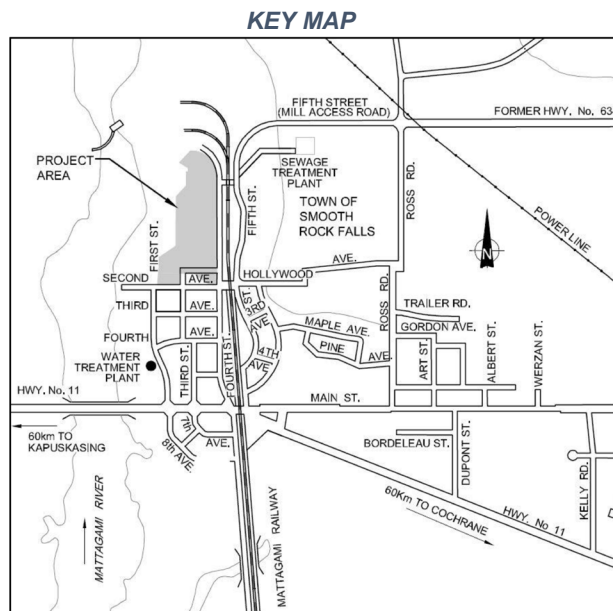 KEY MAP
FIFTH STREET
(MILL ACCESS ROAD)
FORMER HWY. No. 63
PROJECT
AREA
SEWAGE
TREATMENT
PLANT
TOWN OF
SMOOTH
ROCK FALLS
ROSS RD.
POWER LINE
FIRST ST.
FIFTH ST.
N
SECOND
AVE.
HOLLYWOOD
AVE.
THIRD
AVE.
ST.
3RD
AVE
ROSS RD.
TRAILER RD.
FOURTH
AVE.
MAPLE AVE.
GORDON AVE.
PINE
AVE.
WATER
TREATMENT
PLANT
THIRD ST.
FOURTH ST.
4TH
AVE
ART ST.
ALBERT ST.
WERZAN ST.
HWY. No. 11
MAIN ST.
60km TO
KAPUSKASING
7th
AVE.
8th AVE.
BORDELEAU ST.
DUPONT ST.
KELLY RD.
MATTAGAMI RIVER
MATTAGAMI RAILWAY
60Km TO COCHRANE
HWY. No 11